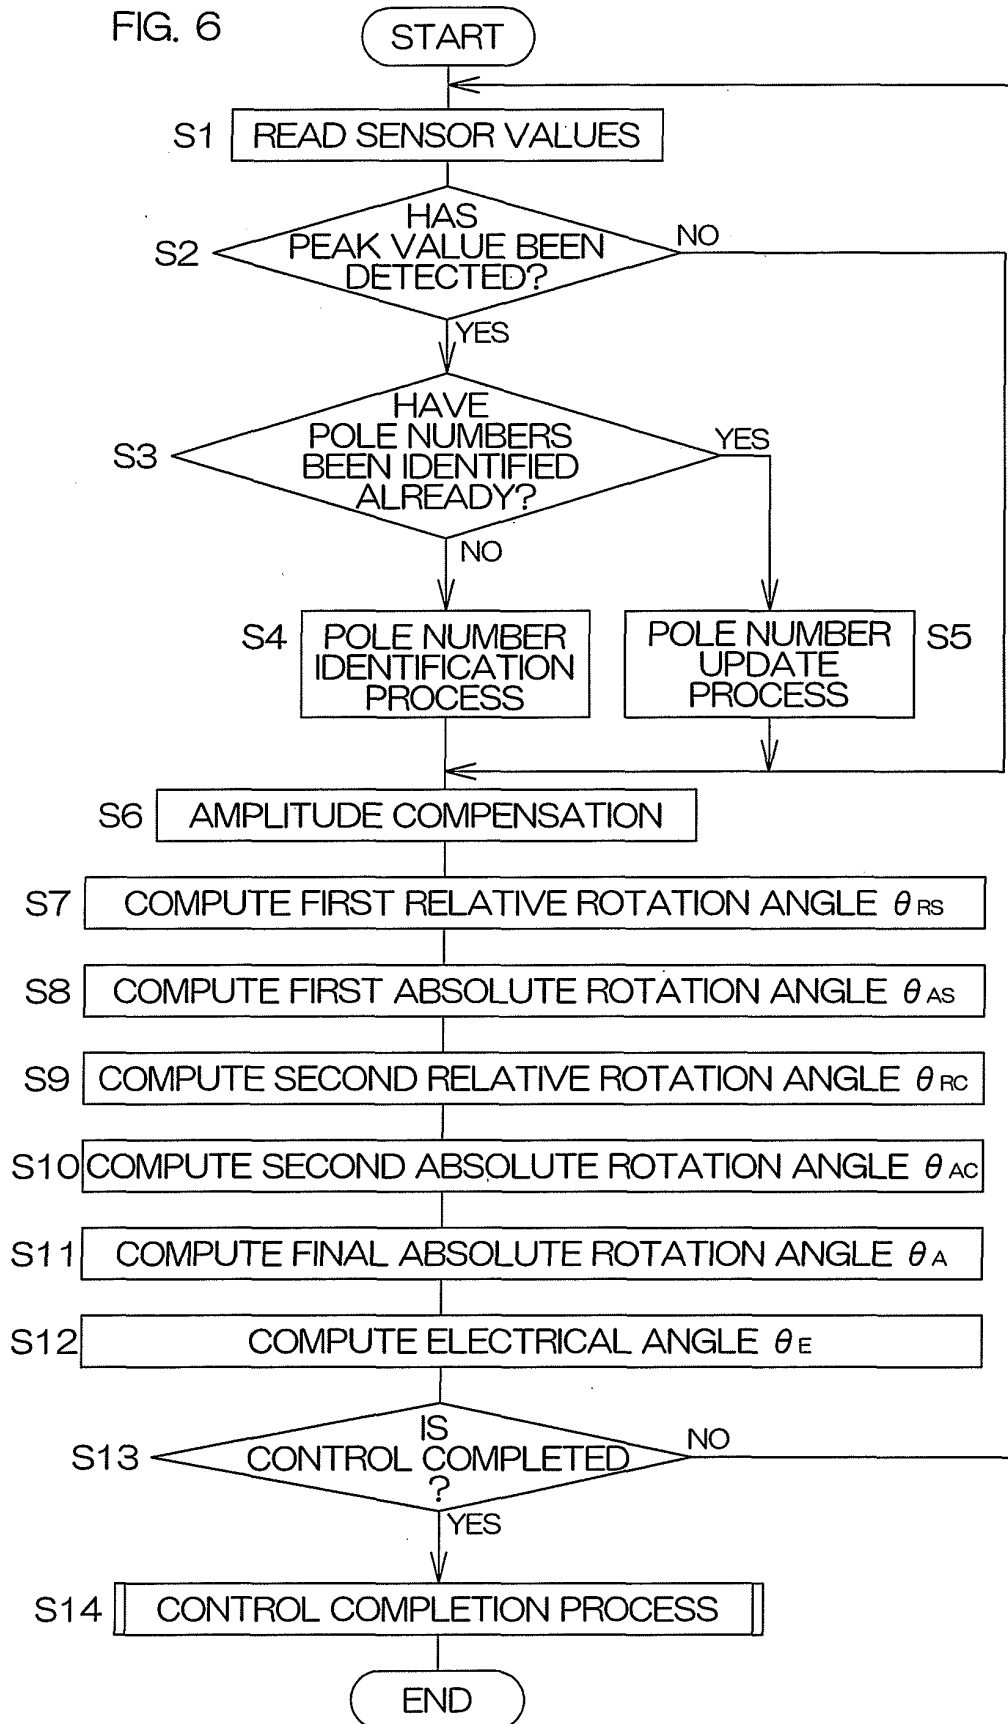 FIG. 6
START
S1 READ SENSOR VALUES
S2
HAS
PEAK VALUE BEEN
DETECTED?
NO
YES
S3
HAVE
POLE NUMBERS
BEEN IDENTIFIED
ALREADY?
YES
NO
S4
POLE NUMBER
IDENTIFICATION
PROCESS
POLE NUMBER
UPDATE
PROCESS
S5
S6 AMPLITUDE COMPENSATION
S7 COMPUTE FIRST RELATIVE ROTATION ANGLE θRS
S8 COMPUTE FIRST ABSOLUTE ROTATION ANGLE θAS
S9 COMPUTE SECOND RELATIVE ROTATION ANGLE θRC
S10 COMPUTE SECOND ABSOLUTE ROTATION ANGLE θAC
S11 COMPUTE FINAL ABSOLUTE ROTATION ANGLE θA
S12 COMPUTE ELECTRICAL ANGLE θE
S13
IS
CONTROL COMPLETED
?
NO
YES
S14 CONTROL COMPLETION PROCESS
END